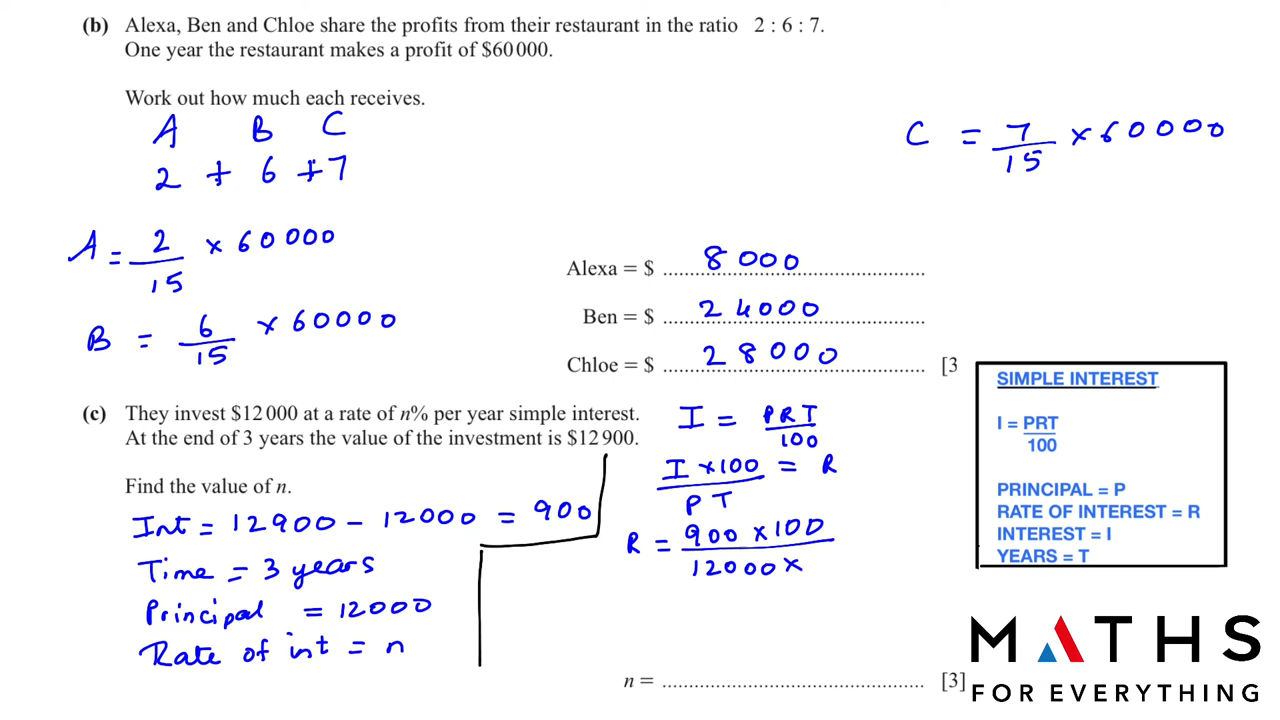 (b) Alexa, Ben and Chloe share the profits from their restaurant in the ratio 2 : 6 : 7.
One year the restaurant makes a profit of $60 000.
Work out how much each receives.
A B C
2 + 6 + 7
A = 2/15 × 60000
B = 6/15 × 60000
C = 7/15 × 60000
Alexa = $ 8000
Ben = $ 24000
Chloe = $ 28000 [3
(c) They invest $12 000 at a rate of n% per year simple interest.
At the end of 3 years the value of the investment is $12 900.
Find the value of n.
Int = 12900 − 12000 = 900
Time = 3 years
Principal = 12000
Rate of int = n
I = PRT/100
I × 100/PT = R
R = 900 × 100/12000 ×
n = [3]
SIMPLE INTEREST
I = PRT
100
PRINCIPAL = P
RATE OF INTEREST = R
INTEREST = I
YEARS = T
MATHS
FOR EVERYTHING